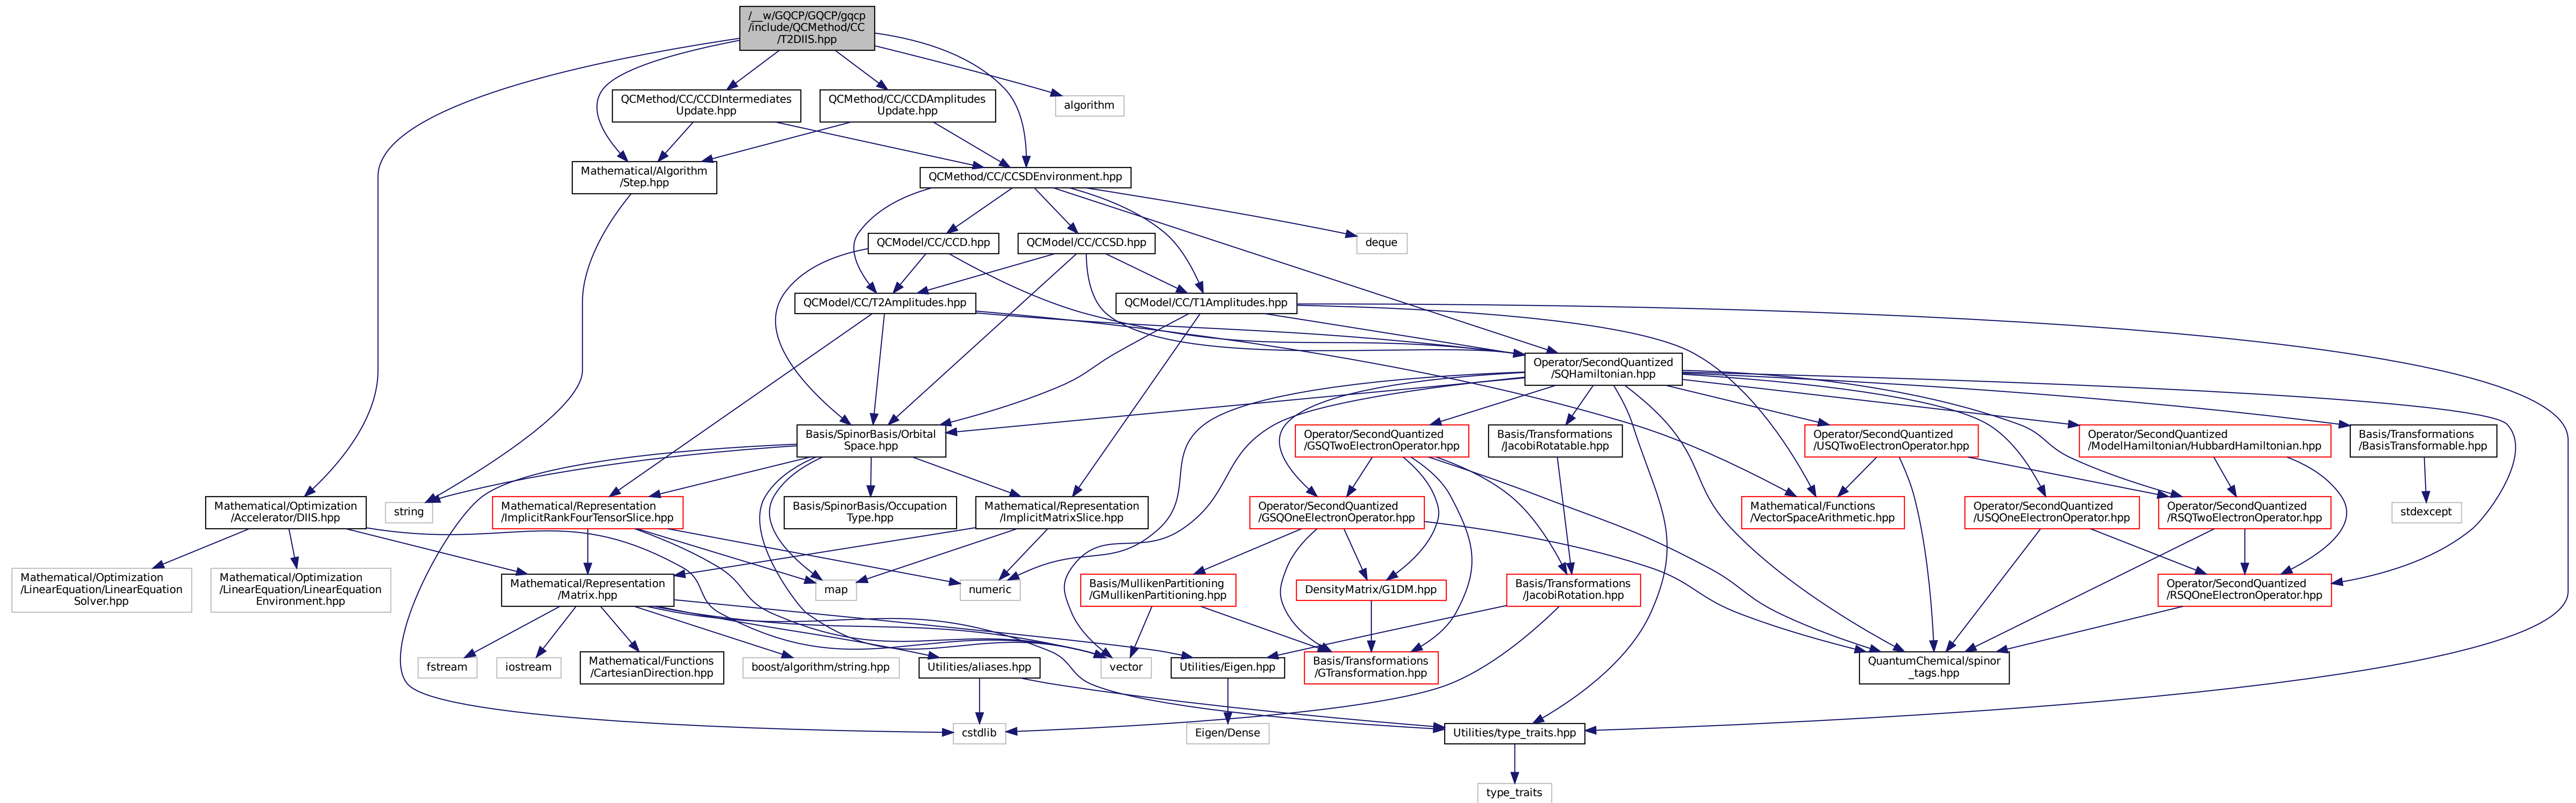 /__w/GQCP/GQCP/gqcp
/include/QCMethod/CC
/T2DIIS.hpp
QCMethod/CC/CCDIntermediates
Update.hpp
QCMethod/CC/CCDAmplitudes
Update.hpp
algorithm
Mathematical/Algorithm
/Step.hpp
QCMethod/CC/CCSDEnvironment.hpp
QCModel/CC/CCD.hpp
QCModel/CC/CCSD.hpp
deque
QCModel/CC/T2Amplitudes.hpp
QCModel/CC/T1Amplitudes.hpp
Operator/SecondQuantized
/SQHamiltonian.hpp
Basis/SpinorBasis/Orbital
Space.hpp
Operator/SecondQuantized
/GSQTwoElectronOperator.hpp
Basis/Transformations
/JacobiRotatable.hpp
Operator/SecondQuantized
/USQTwoElectronOperator.hpp
Operator/SecondQuantized
/ModelHamiltonian/HubbardHamiltonian.hpp
Basis/Transformations
/BasisTransformable.hpp
Mathematical/Optimization
/Accelerator/DIIS.hpp
string
Mathematical/Representation
/ImplicitRankFourTensorSlice.hpp
Basis/SpinorBasis/Occupation
Type.hpp
Mathematical/Representation
/ImplicitMatrixSlice.hpp
Operator/SecondQuantized
/GSQOneElectronOperator.hpp
Mathematical/Functions
/VectorSpaceArithmetic.hpp
Operator/SecondQuantized
/USQOneElectronOperator.hpp
Operator/SecondQuantized
/RSQTwoElectronOperator.hpp
stdexcept
Mathematical/Optimization
/LinearEquation/LinearEquation
Solver.hpp
Mathematical/Optimization
/LinearEquation/LinearEquation
Environment.hpp
Mathematical/Representation
/Matrix.hpp
map
numeric
Basis/MullikenPartitioning
/GMullikenPartitioning.hpp
DensityMatrix/G1DM.hpp
Basis/Transformations
/JacobiRotation.hpp
Operator/SecondQuantized
/RSQOneElectronOperator.hpp
fstream
iostream
Mathematical/Functions
/CartesianDirection.hpp
boost/algorithm/string.hpp
Utilities/aliases.hpp
vector
Utilities/Eigen.hpp
Basis/Transformations
/GTransformation.hpp
QuantumChemical/spinor
_tags.hpp
cstdlib
Eigen/Dense
Utilities/type_traits.hpp
type_traits